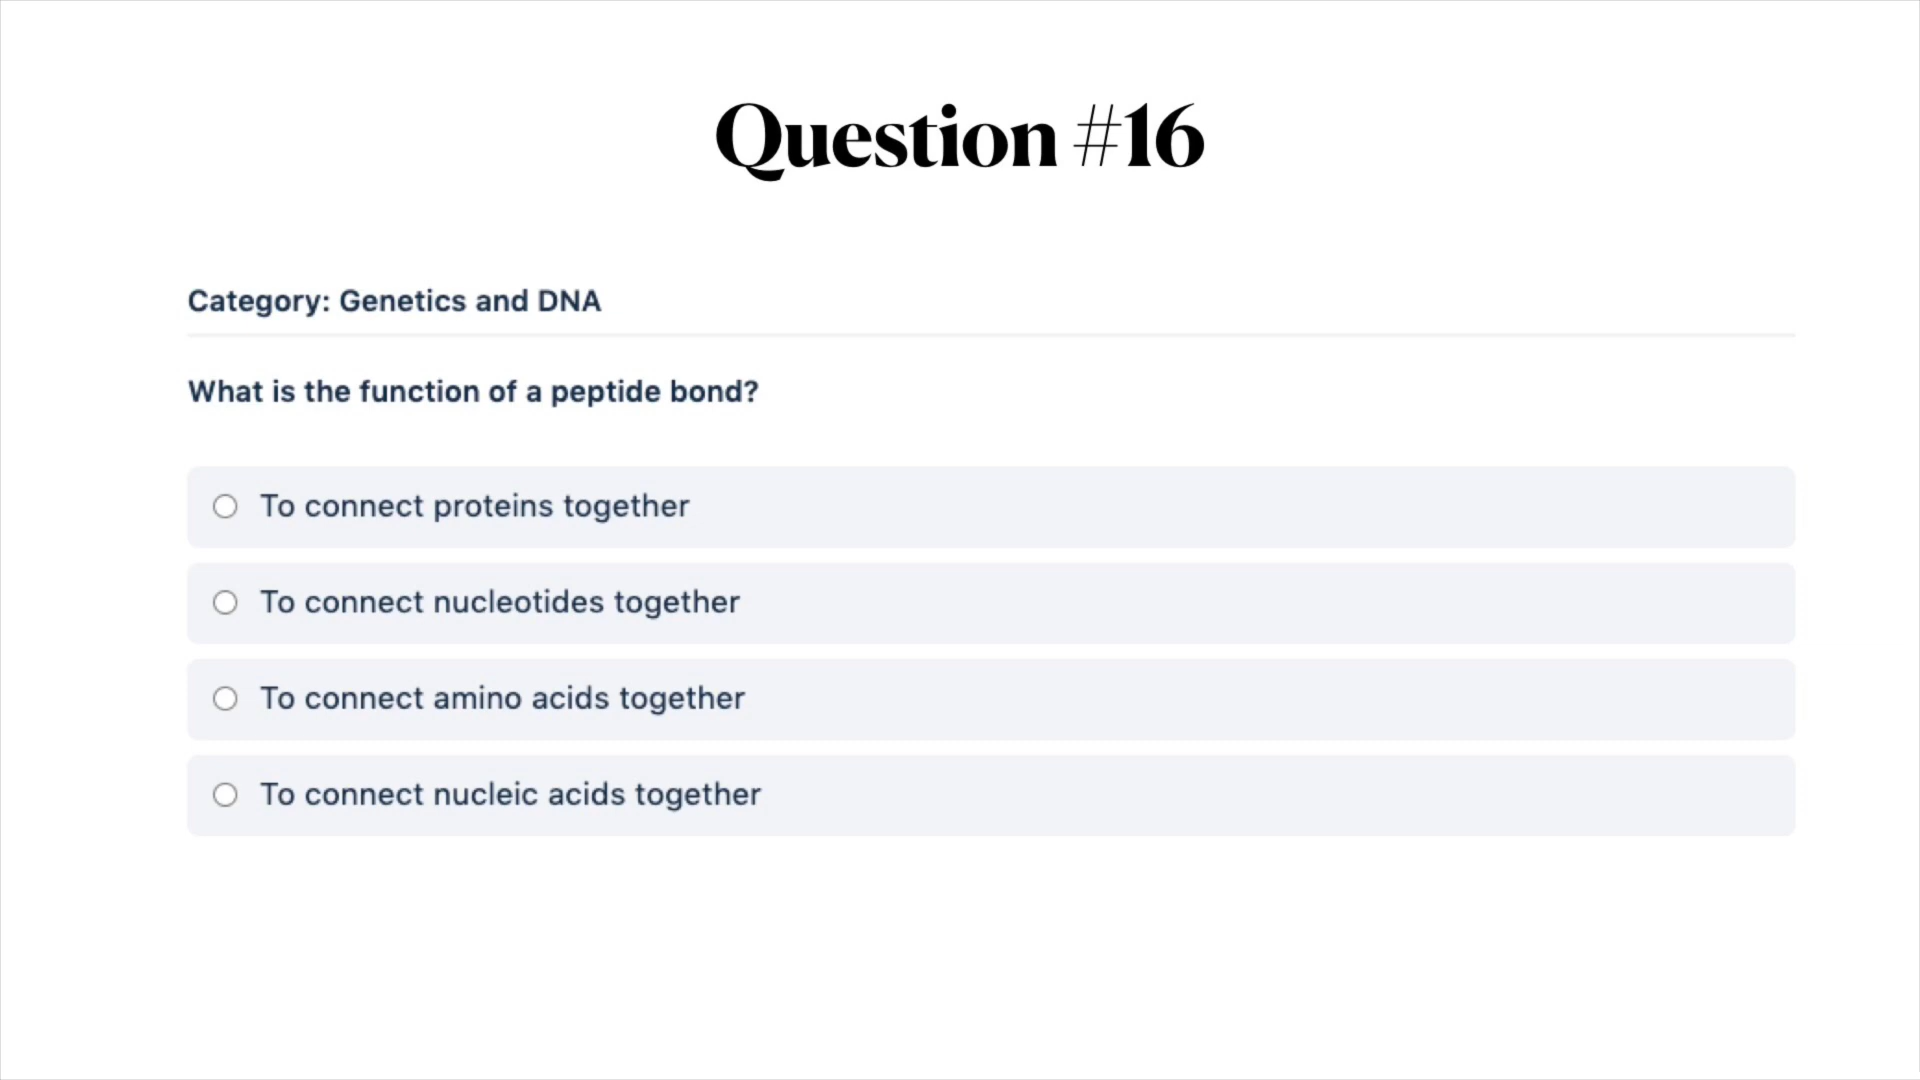 Question #16
Category: Genetics and DNA
What is the function of a peptide bond?
To connect proteins together
To connect nucleotides together
To connect amino acids together
To connect nucleic acids together